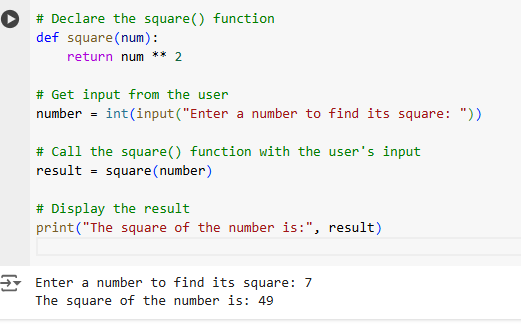 # Declare the square() function
def square(num):
    return num ** 2
# Get input from the user
number = int(input("Enter a number to find its square: "))
# Call the square() function with the user's input
result = square(number)
# Display the result
print("The square of the number is:", result)
Enter a number to find its square: 7
The square of the number is: 49